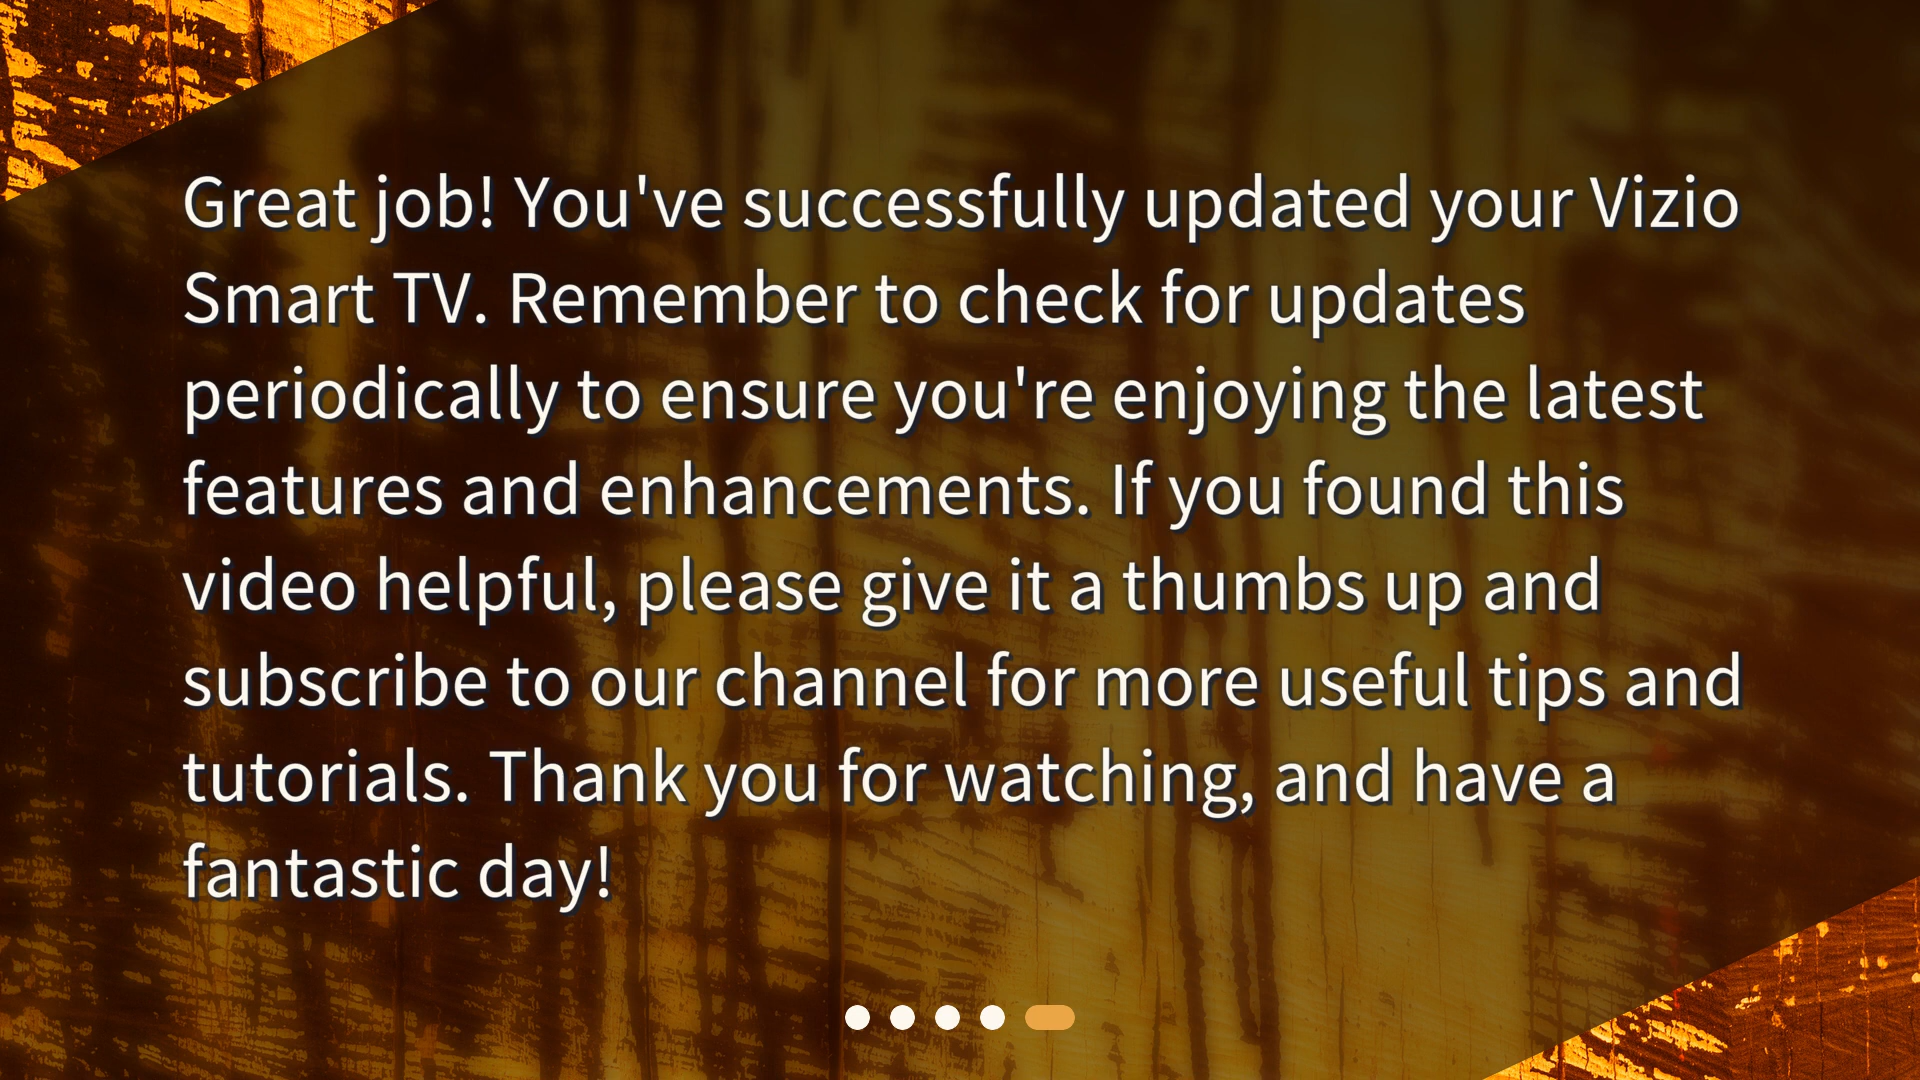 Great job! You've successfully updated your Vizio
Smart TV. Remember to check for updates
periodically to ensure you're enjoying the latest
features and enhancements. If you found this
video helpful, please give it a thumbs up and
subscribe to our channel for more useful tips and
tutorials. Thank you for watching, and have a
fantastic day!